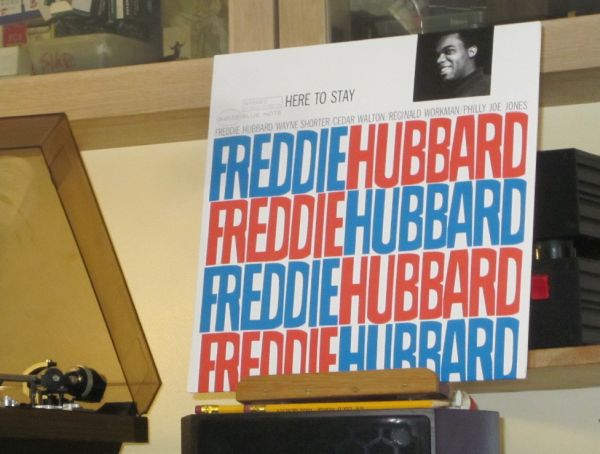 HERE TO STAY
FREDDIE HUBBARD/WAYNE SHORTER/CEDAR WALTON/REGINALD WORKMAN/PHILLY JOE JONES
FREDDIEHUBBARD
FREDDIEHUBBARD
FREDDIEHUBBARD
FREDDIEHUBBARD